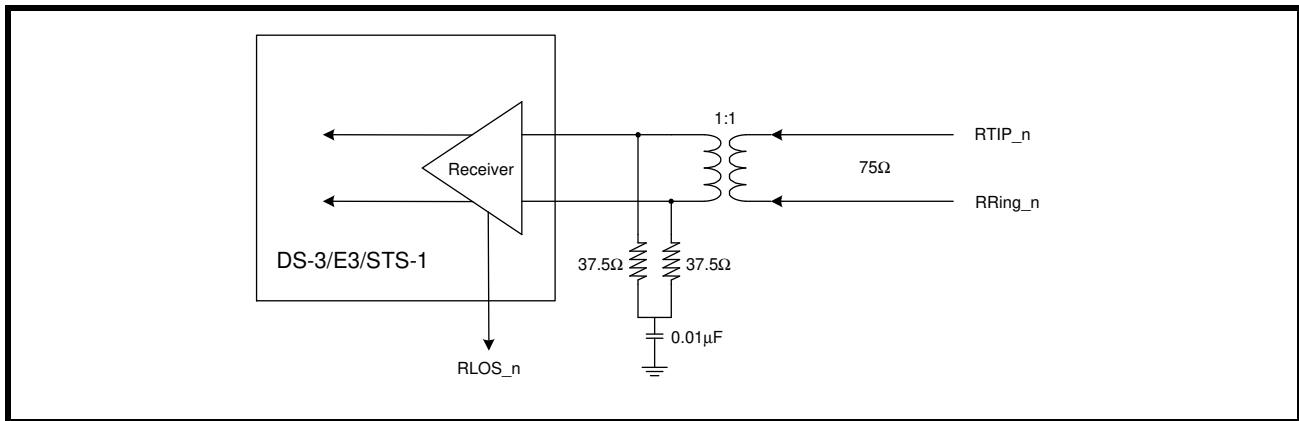 1:1
RTIP_n
Receiver
75Ω
RRing_n
DS-3/E3/STS-1
37.5Ω
37.5Ω
0.01μF
RLOS_n